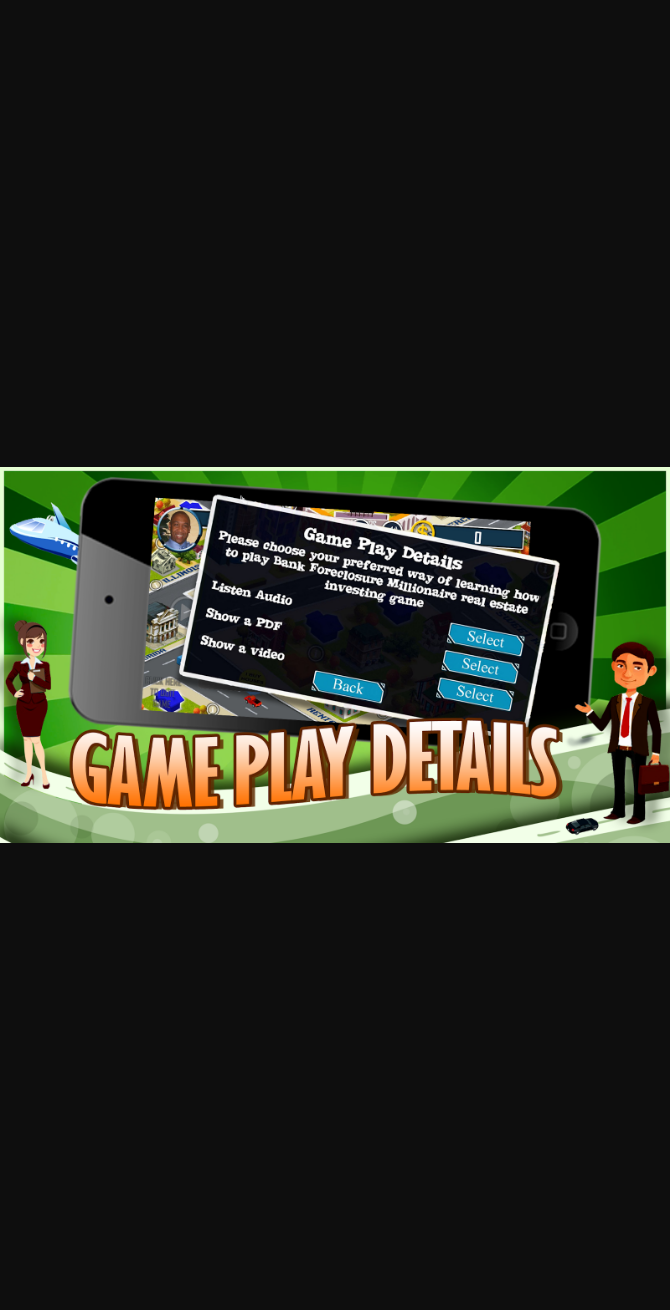 Game Play Details
Please choose your preferred way of learning how
to play Bank Foreclosure Millionaire real estate
investing game
Listen Audio
Select
Show a PDF
Select
Show a video
Select
Back
0
ILLINOIS
GAME PLAY DETAILS